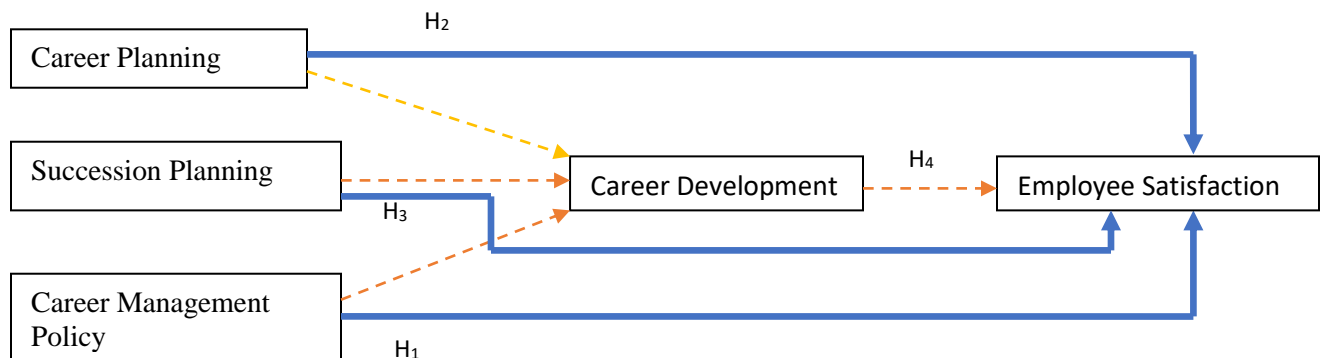 H₂
Career Planning
Succession Planning
H₃
Career Development
H₄
Employee Satisfaction
Career Management
Policy
H₁